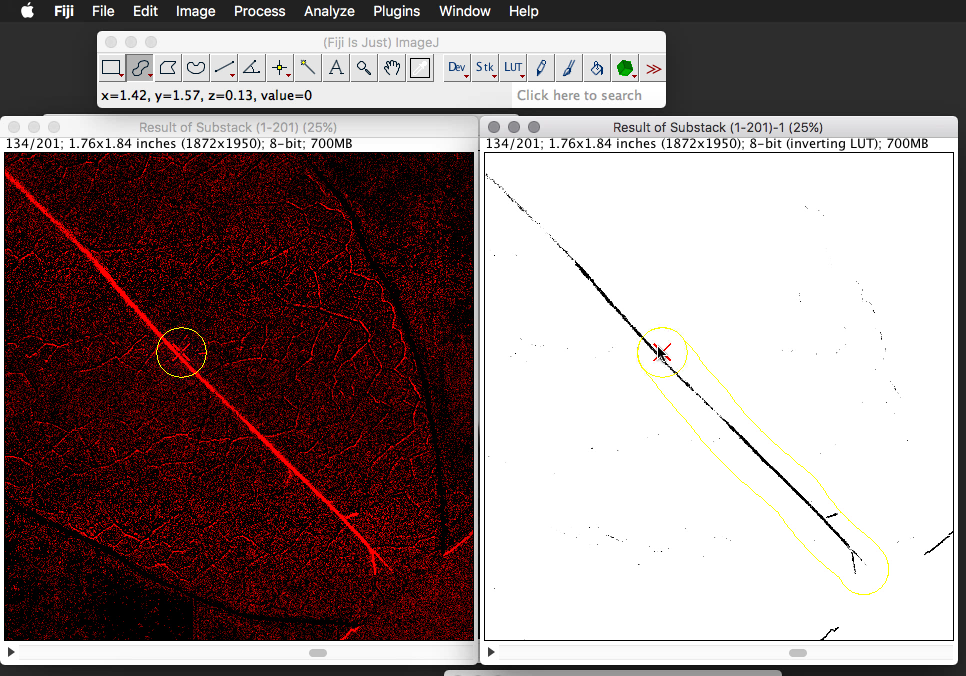 Fiji File Edit Image Process Analyze Plugins Window Help
(Fiji Is Just) ImageJ
A Dev Stk LUT >>
x=1.42, y=1.57, z=0.13, value=0 Click here to search
Result of Substack (1-201) (25%)
134/201; 1.76x1.84 inches (1872x1950); 8-bit; 700MB
Result of Substack (1-201)-1 (25%)
134/201; 1.76x1.84 inches (1872x1950); 8-bit (inverting LUT); 700MB